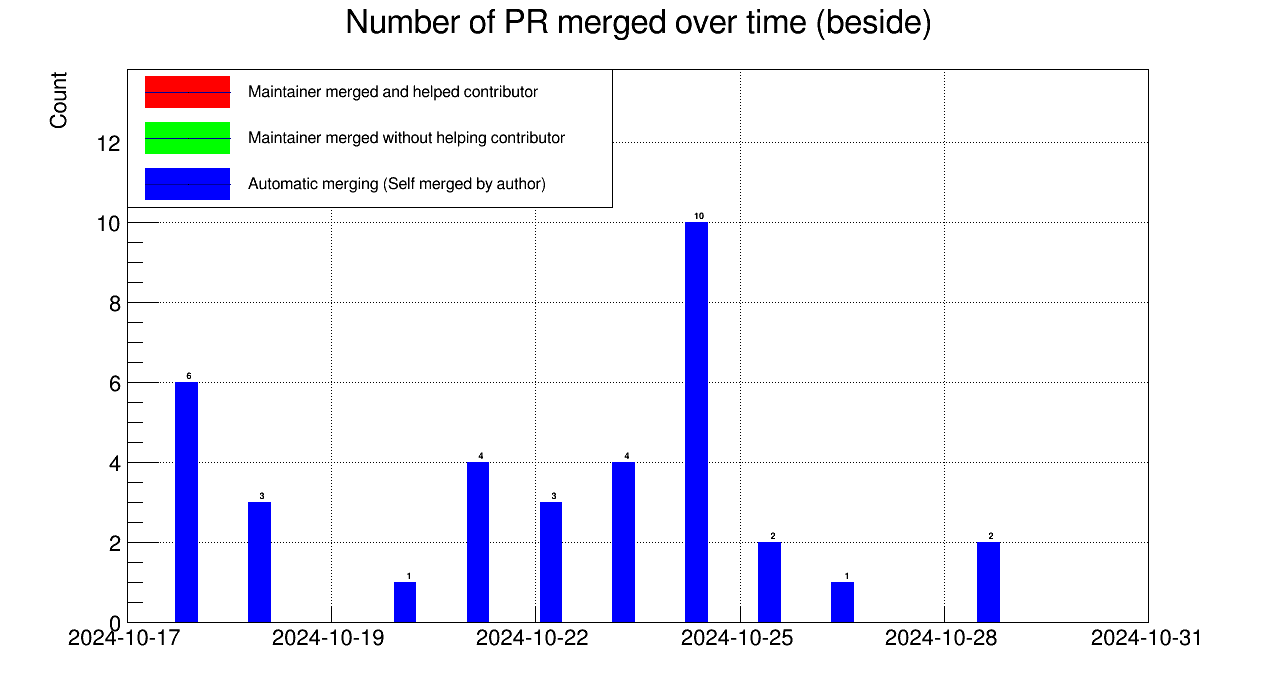 Number of PR merged over time (beside)
Count
Maintainer merged and helped contributor
Maintainer merged without helping contributor
Automatic merging (Self merged by author)
12
10
8
6
4
2
0
6
3
1
4
3
4
10
2
1
2
2024-10-17 2024-10-19 2024-10-22 2024-10-25 2024-10-28 2024-10-31